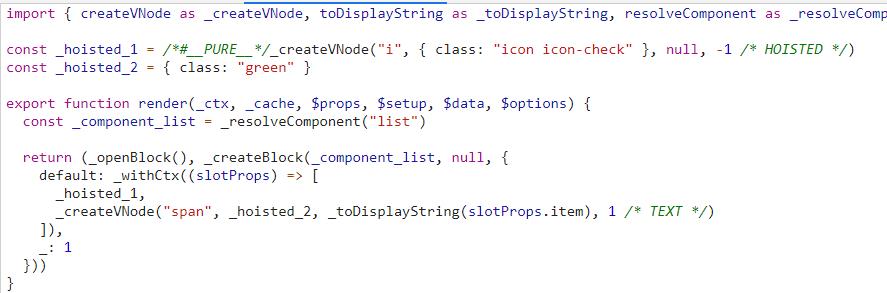 import { createVNode as _createVNode, toDisplayString as _toDisplayString, resolveComponent as _resolveComp
const _hoisted_1 = /*#__PURE__*/_createVNode("i", { class: "icon icon-check" }, null, -1 /* HOISTED */)
const _hoisted_2 = { class: "green" }
export function render(_ctx, _cache, $props, $setup, $data, $options) {
  const _component_list = _resolveComponent("list")
  return (_openBlock(), _createBlock(_component_list, null, {
    default: _withCtx((slotProps) => [
      _hoisted_1,
      _createVNode("span", _hoisted_2, _toDisplayString(slotProps.item), 1 /* TEXT */)
    ]),
    _: 1
  }))
}